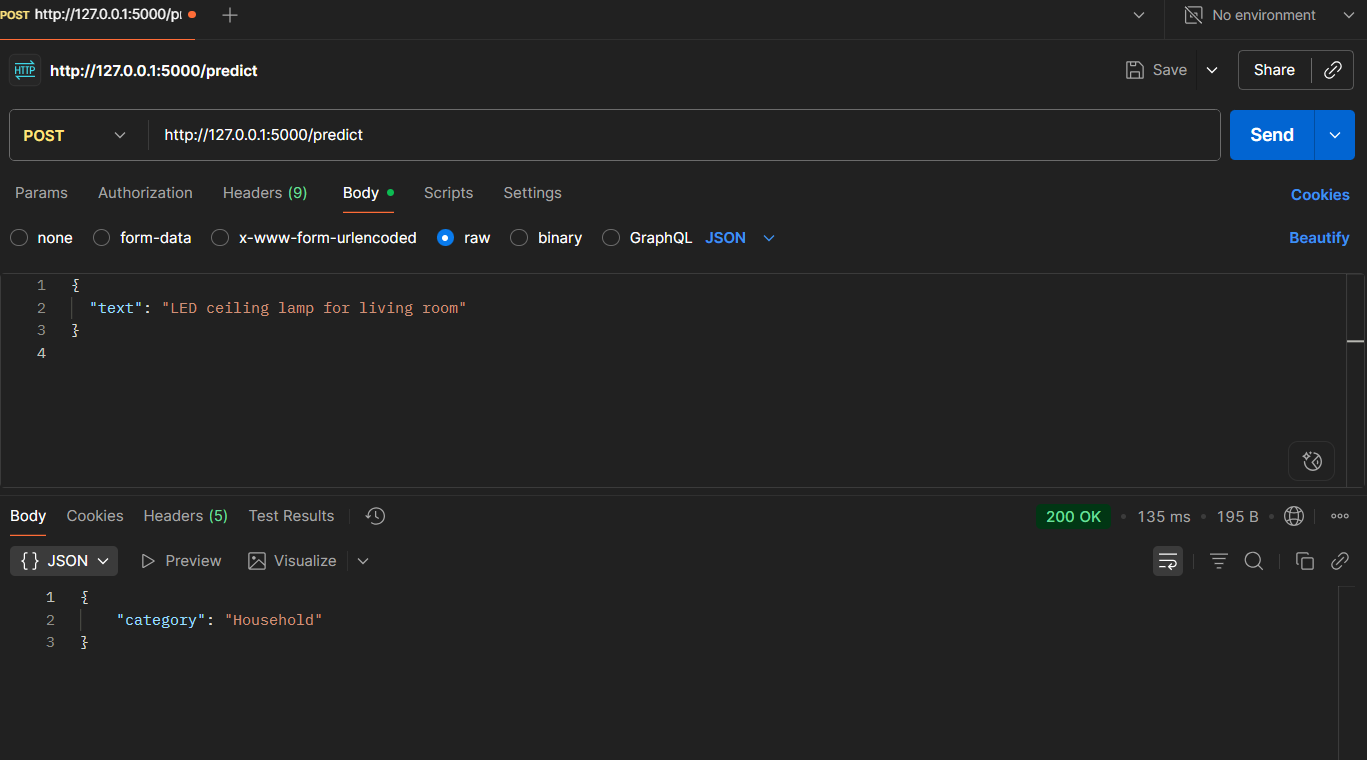 POST http://127.0.0.1:5000/p
No environment
HTTP http://127.0.0.1:5000/predict
Save
Share
POST http://127.0.0.1:5000/predict
Send
Params Authorization Headers (9) Body Scripts Settings Cookies
none form-data x-www-form-urlencoded raw binary GraphQL JSON Beautify
1 {
2 "text": "LED ceiling lamp for living room"
3 }
4
Body Cookies Headers (5) Test Results 200 OK • 135 ms • 195 B •
{} JSON Preview Visualize
1 {
2 "category": "Household"
3 }